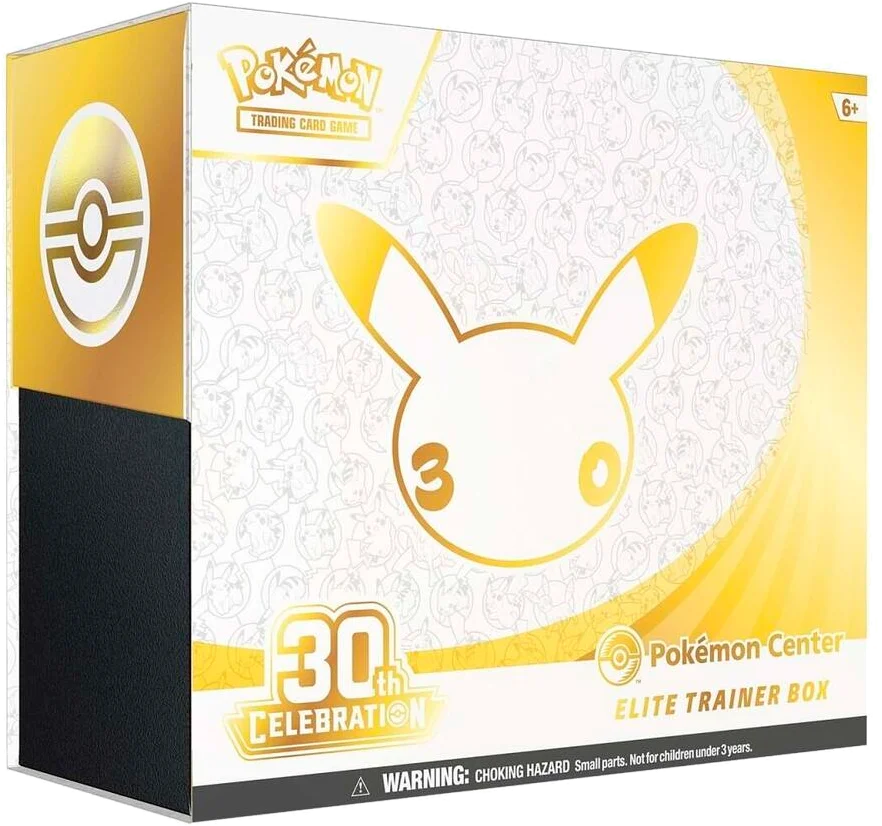 Pokémon
TRADING CARD GAME
6+
3 0
30th
CELEBRATION
Pokémon Center
ELITE TRAINER BOX
WARNING: CHOKING HAZARD Small parts. Not for children under 3 years.